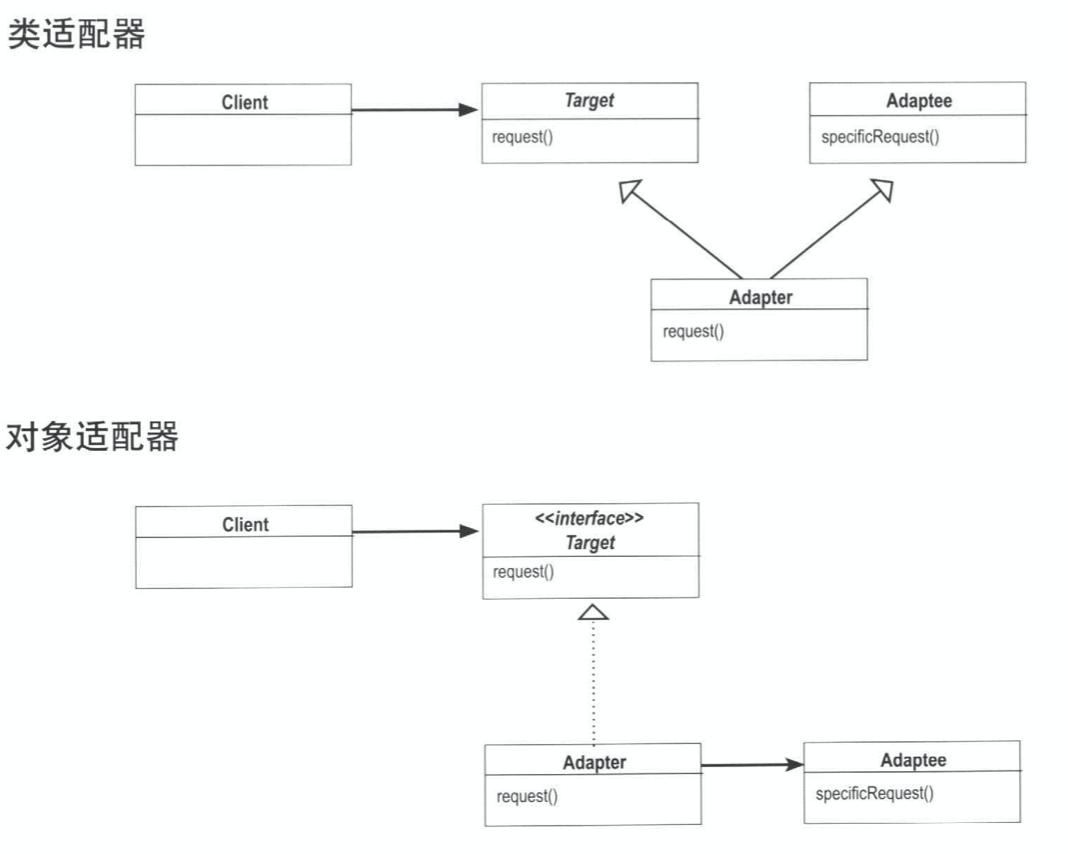 类适配器
Client
Target
request()
Adaptee
specificRequest()
Adapter
request()
对象适配器
Client
<<interface>>
Target
request()
Adapter
request()
Adaptee
specificRequest()